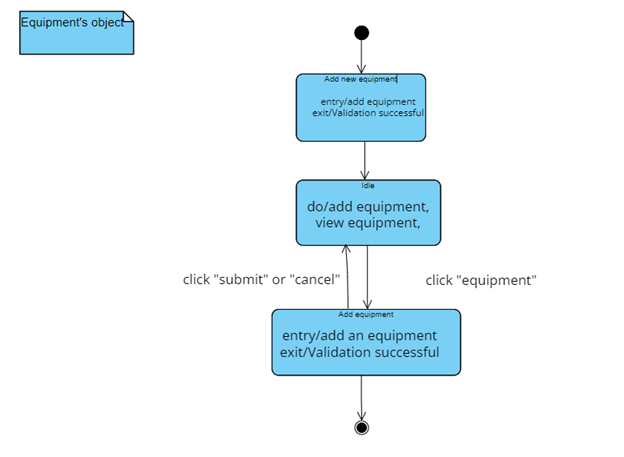 Equipment's object
Add new equipment
entry/add equipment
exit/Validation successful
Idle
do/add equipment,
view equipment,
click "submit" or "cancel"
click "equipment"
Add equipment
entry/add an equipment
exit/Validation successful